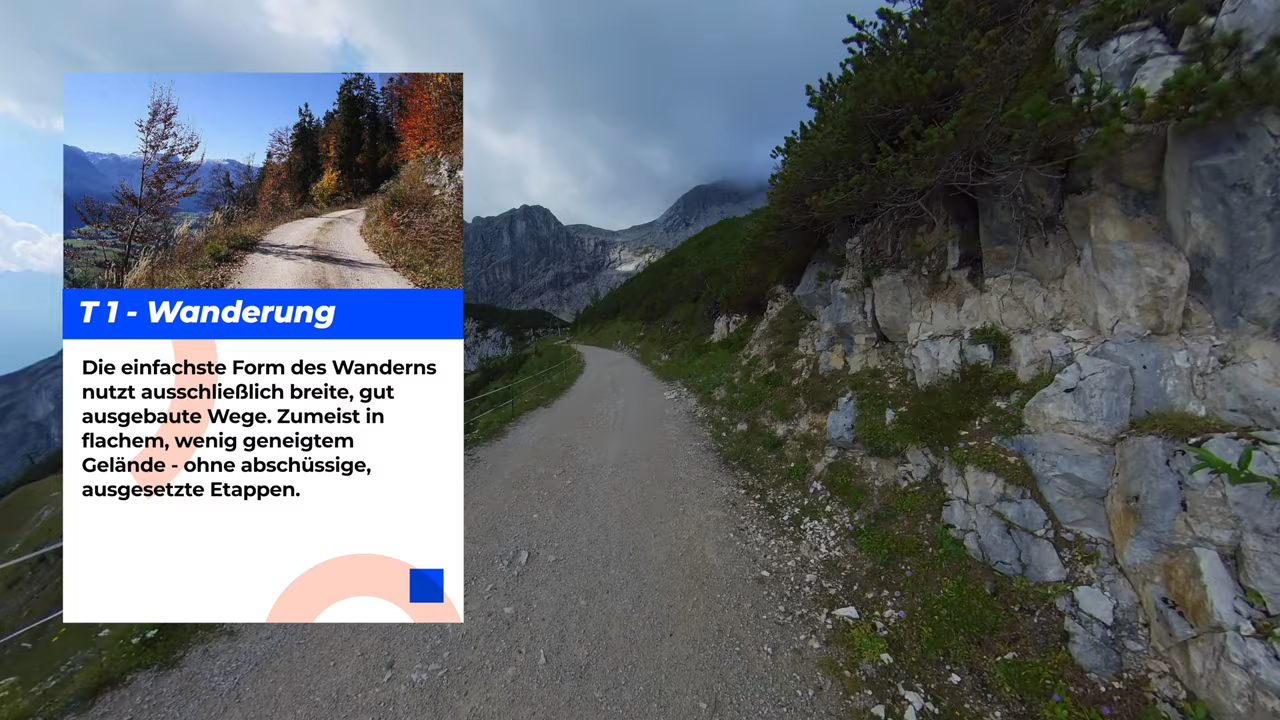 T 1 - Wanderung
Die einfachste Form des Wanderns
nutzt ausschließlich breite, gut
ausgebaute Wege. Zumeist in
flachem, wenig geneigtem
Gelände - ohne abschüssige,
ausgesetzte Etappen.